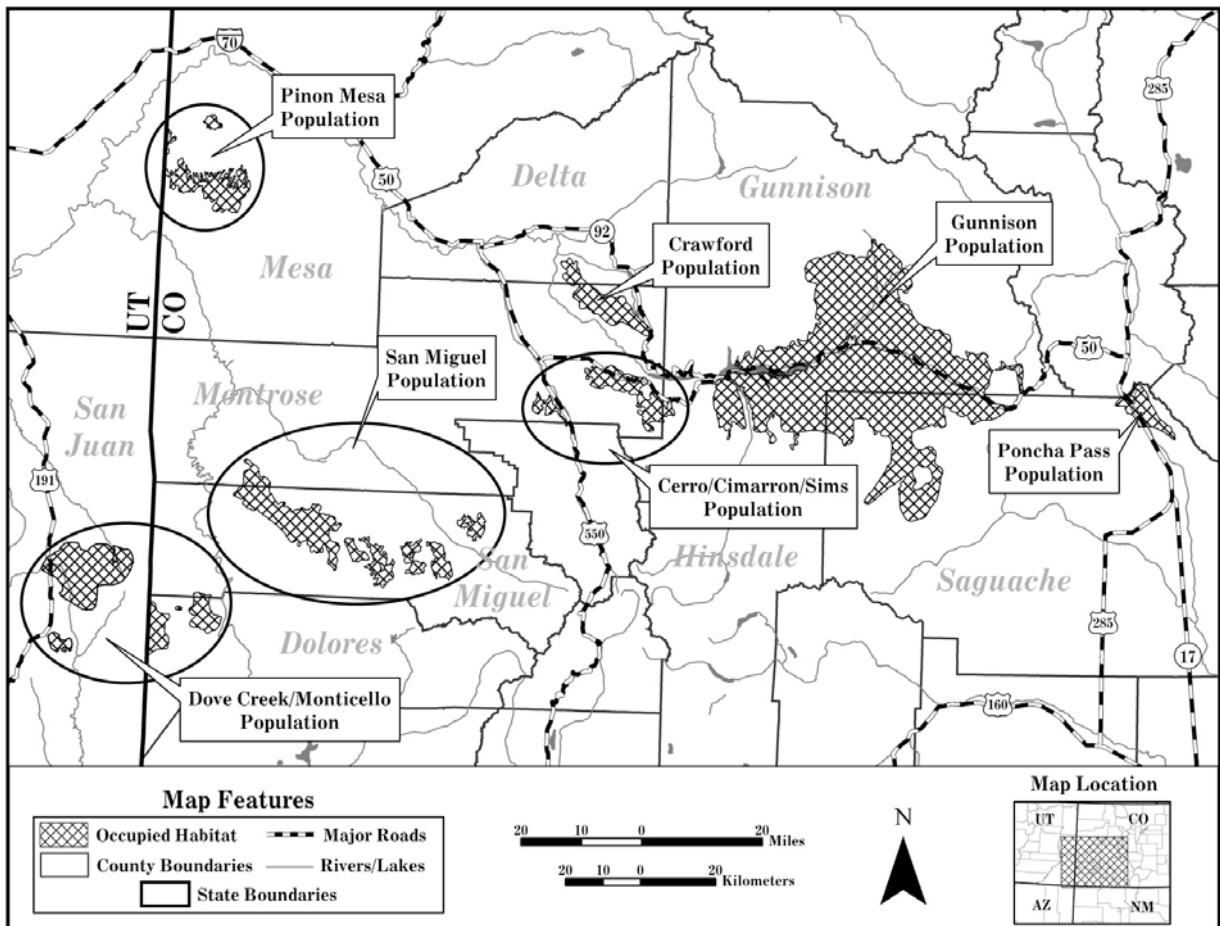 70
Pinon Mesa
Population
285
50
Delta
Gunnison
92
Gunnison
Population
Crawford
Population
Mesa
UT
CO
San Miguel
Population
50
Montrose
San
Juan
Poncha Pass
Population
191
Cerro/Cimarron/Sims
Population
550
San
Miguel
Hinsdale
Saguache
285
Dolores
17
Dove Creek/Monticello
Population
160
Map Features
Occupied Habitat
Major Roads
County Boundaries
Rivers/Lakes
State Boundaries
20 10 0 20
Miles
20 10 0 20
Kilometers
N
Map Location
UT
CO
AZ
NM